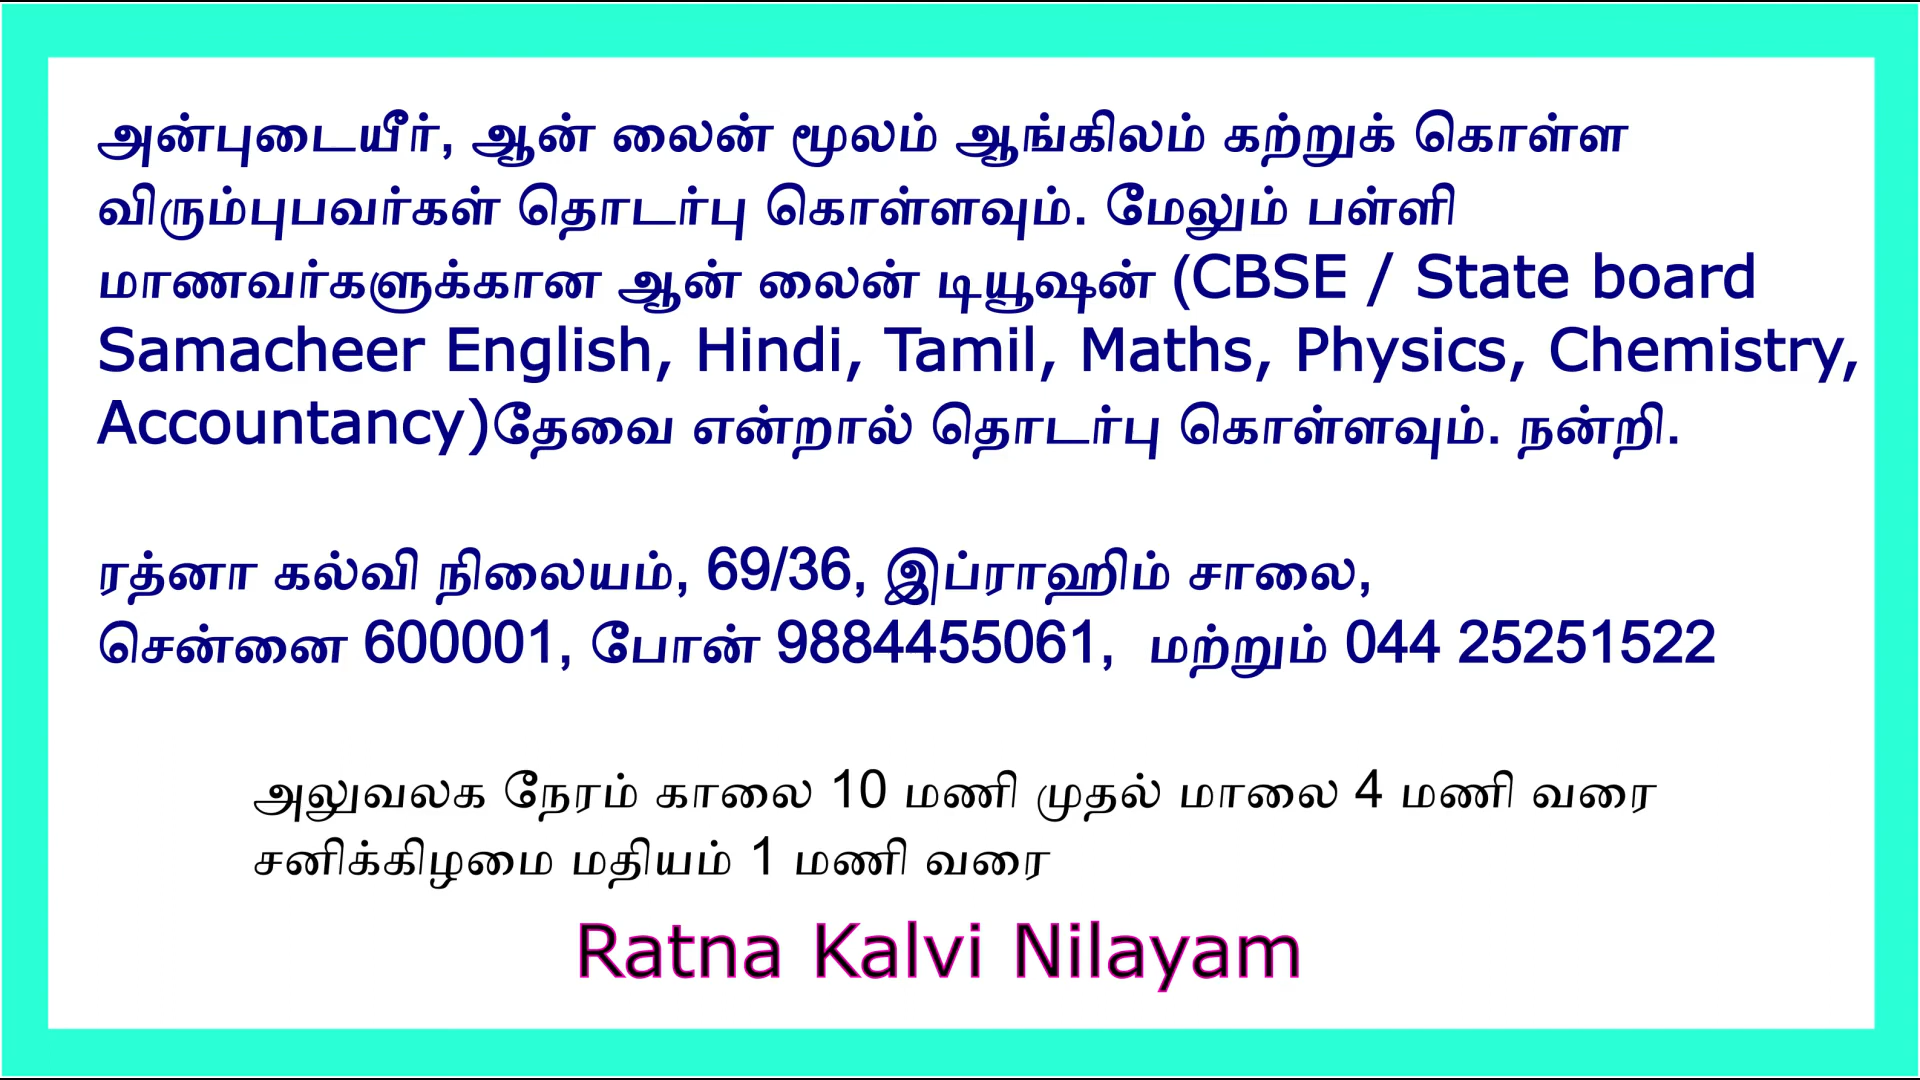 அன்புடையீர், ஆன் லைன் மூலம் ஆங்கிலம் கற்றுக் கொள்ள
விரும்புபவர்கள் தொடர்பு கொள்ளவும். மேலும் பள்ளி
மாணவர்களுக்கான ஆன் லைன் டியூஷன் (CBSE / State board
Samacheer English, Hindi, Tamil, Maths, Physics, Chemistry,
Accountancy)தேவை என்றால் தொடர்பு கொள்ளவும். நன்றி.
ரத்னா கல்வி நிலையம், 69/36, இப்ராஹிம் சாலை,
சென்னை 600001, போன் 9884455061, மற்றும் 044 25251522
அலுவலக நேரம் காலை 10 மணி முதல் மாலை 4 மணி வரை
சனிக்கிழமை மதியம் 1 மணி வரை
Ratna Kalvi Nilayam